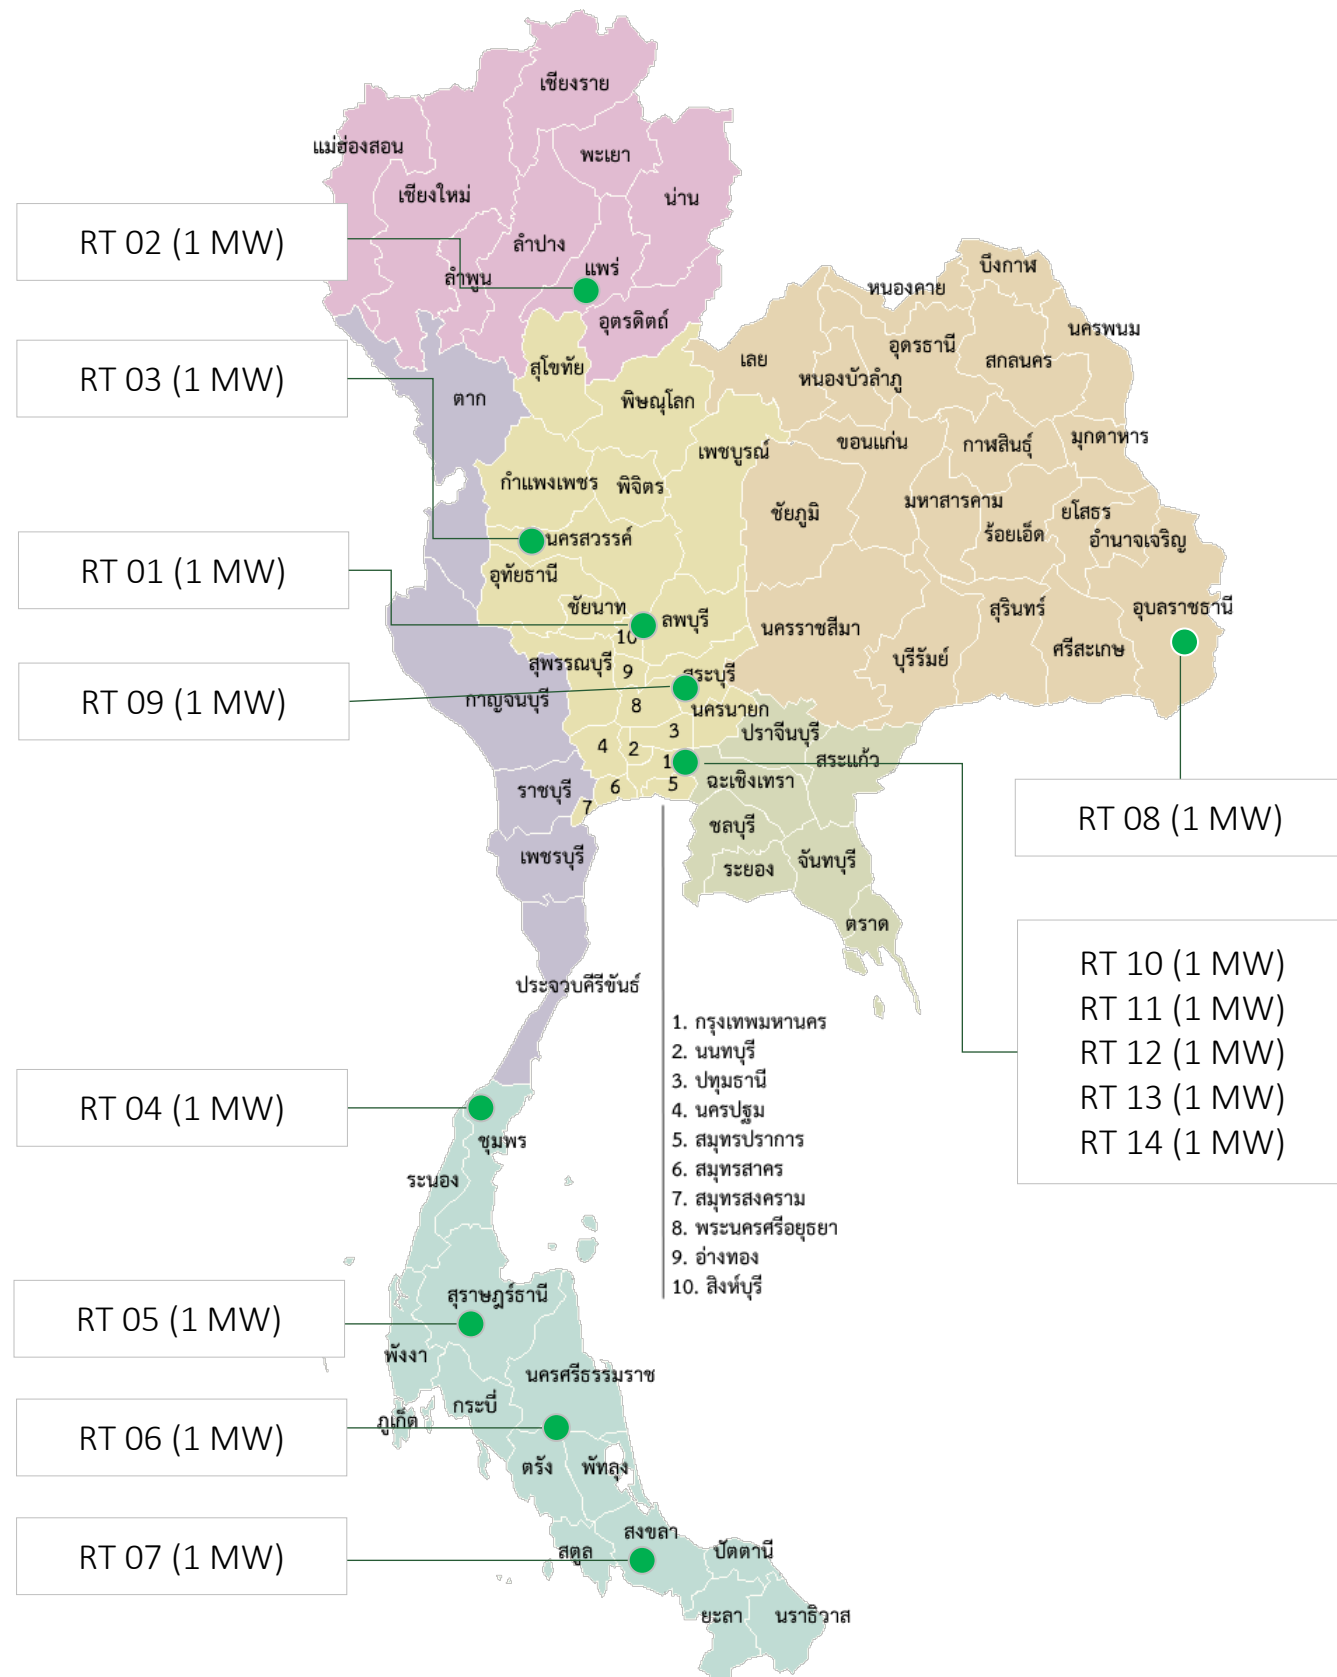 เชียงราย
แม่ฮ่องสอน
พะเยา
เชียงใหม่
น่าน
RT 02 (1 MW)
ลำปาง
แพร่
ลำพูน
บึงกาฬ
หนองคาย
อุตรดิตถ์
นครพนม
อุดรธานี
สกลนคร
เลย
สุโขทัย
RT 03 (1 MW)
หนองบัวลำภู
ตาก
พิษณุโลก
เพชบูรณ์
ขอนแก่น
กาฬสินธุ์
มุกดาหาร
กำแพงเพชร
พิจิตร
มหาสารคาม
ชัยภูมิ
ยโสธร
ร้อยเอ็ด
อำนาจเจริญ
นครสวรรค์
RT 01 (1 MW)
อุทัยธานี
ชัยนาท
ลพบุรี
10
นครราชสีมา
สุรินทร์
อุบลราชธานี
ศรีสะเกษ
บุรีรัมย์
สุพรรณบุรี
9
สระบุรี
RT 09 (1 MW)
กาญจนบุรี
8
นครนายก
3
ปราจีนบุรี
4
2
1
สระแก้ว
5
ฉะเชิงเทรา
6
7
ราชบุรี
RT 08 (1 MW)
ชลบุรี
เพชรบุรี
ระยอง
จันทบุรี
ตราด
RT 10 (1 MW)
RT 11 (1 MW)
RT 12 (1 MW)
RT 13 (1 MW)
RT 14 (1 MW)
ประจวบคีรีขันธ์
1. กรุงเทพมหานคร
2. นนทบุรี
3. ปทุมธานี
4. นครปฐม
5. สมุทรปราการ
6. สมุทรสาคร
7. สมุทรสงคราม
8. พระนครศรีอยุธยา
9. อ่างทอง
10. สิงห์บุรี
RT 04 (1 MW)
ชุมพร
ระนอง
สุราษฎร์ธานี
RT 05 (1 MW)
พังงา
นครศรีธรรมราช
กระบี่
ภูเก็ต
RT 06 (1 MW)
ตรัง
พัทลุง
สงขลา
RT 07 (1 MW)
สตูล
ปัตตานี
ยะลา
นราธิวาส